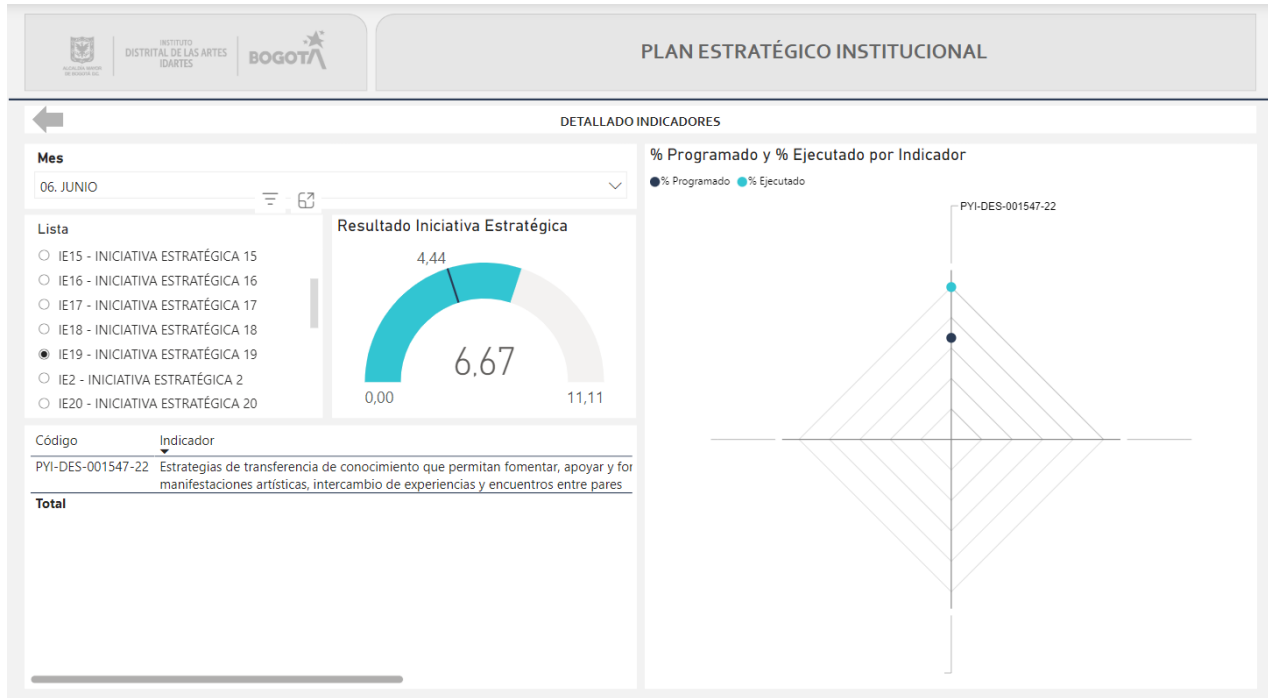 ALCALDÍA MAYOR
DE BOGOTÁ D.C.
INSTITUTO
DISTRITAL DE LAS ARTES
IDARTES
BOGOTÁ
PLAN ESTRATÉGICO INSTITUCIONAL
DETALLADO INDICADORES
Mes
06. JUNIO
Lista
IE15 - INICIATIVA ESTRATÉGICA 15
IE16 - INICIATIVA ESTRATÉGICA 16
IE17 - INICIATIVA ESTRATÉGICA 17
IE18 - INICIATIVA ESTRATÉGICA 18
IE19 - INICIATIVA ESTRATÉGICA 19
IE2 - INICIATIVA ESTRATÉGICA 2
IE20 - INICIATIVA ESTRATÉGICA 20
Resultado Iniciativa Estratégica
4,44
6,67
0,00
11,11
Código Indicador
PYI-DES-001547-22 Estrategias de transferencia de conocimiento que permitan fomentar, apoyar y for
manifestaciones artísticas, intercambio de experiencias y encuentros entre pares
Total
% Programado y % Ejecutado por Indicador
% Programado % Ejecutado
PYI-DES-001547-22